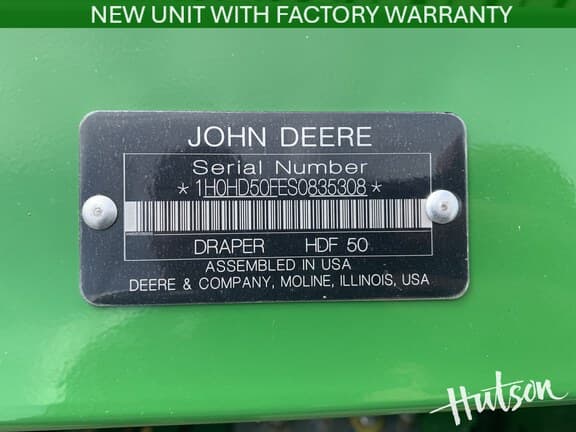 NEW UNIT WITH FACTORY WARRANTY
JOHN DEERE
Serial Number
*1H0HD50FES0835308*
DRAPER HDF 50
ASSEMBLED IN USA
DEERE & COMPANY, MOLINE, ILLINOIS, USA
Hutson